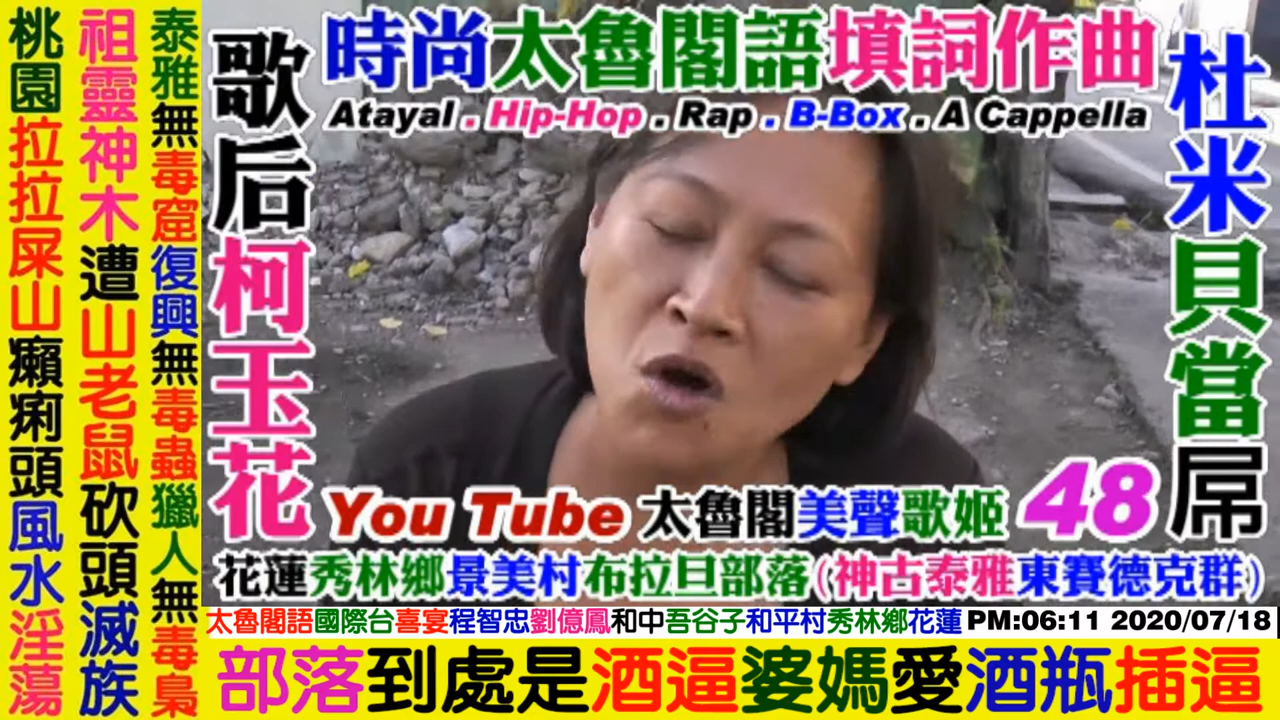 時尚太魯閣語填詞作曲
Atayal . Hip-Hop . Rap . B-Box . A Cappella
歌后柯玉花
杜米貝當屌
You Tube 太魯閣美聲歌姬 48
花蓮秀林鄉景美村布拉旦部落(神古泰雅東賽德克群)
太魯閣語國際台喜宴程智忠劉億鳳和中吾谷子和平村秀林鄉花蓮 PM:06:11 2020/07/18
部落到處是酒逼婆媽愛酒瓶插逼
泰雅無毒窟復興無毒蟲獵人無毒梟
祖靈神木遭山老鼠砍頭滅族
桃園拉拉屎山癩痢頭風水淫蕩